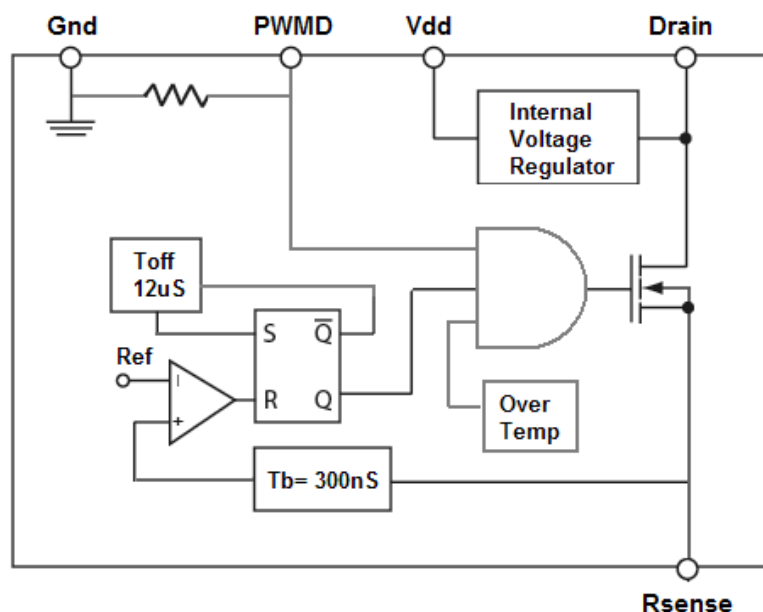 Gnd
PWMD
Vdd
Drain
Internal
Voltage
Regulator
Toff
12uS
S
Q
Ref
-
+
R
Q
Over
Temp
Tb= 300nS
Rsense